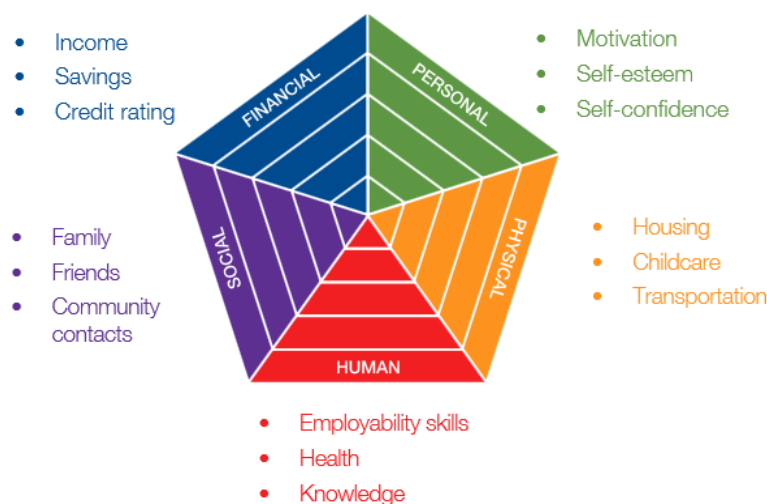 • Income
• Savings
• Credit rating
FINANCIAL
PERSONAL
• Motivation
• Self-esteem
• Self-confidence
• Family
• Friends
• Community
contacts
SOCIAL
PHYSICAL
• Housing
• Childcare
• Transportation
HUMAN
• Employability skills
• Health
• Knowledge